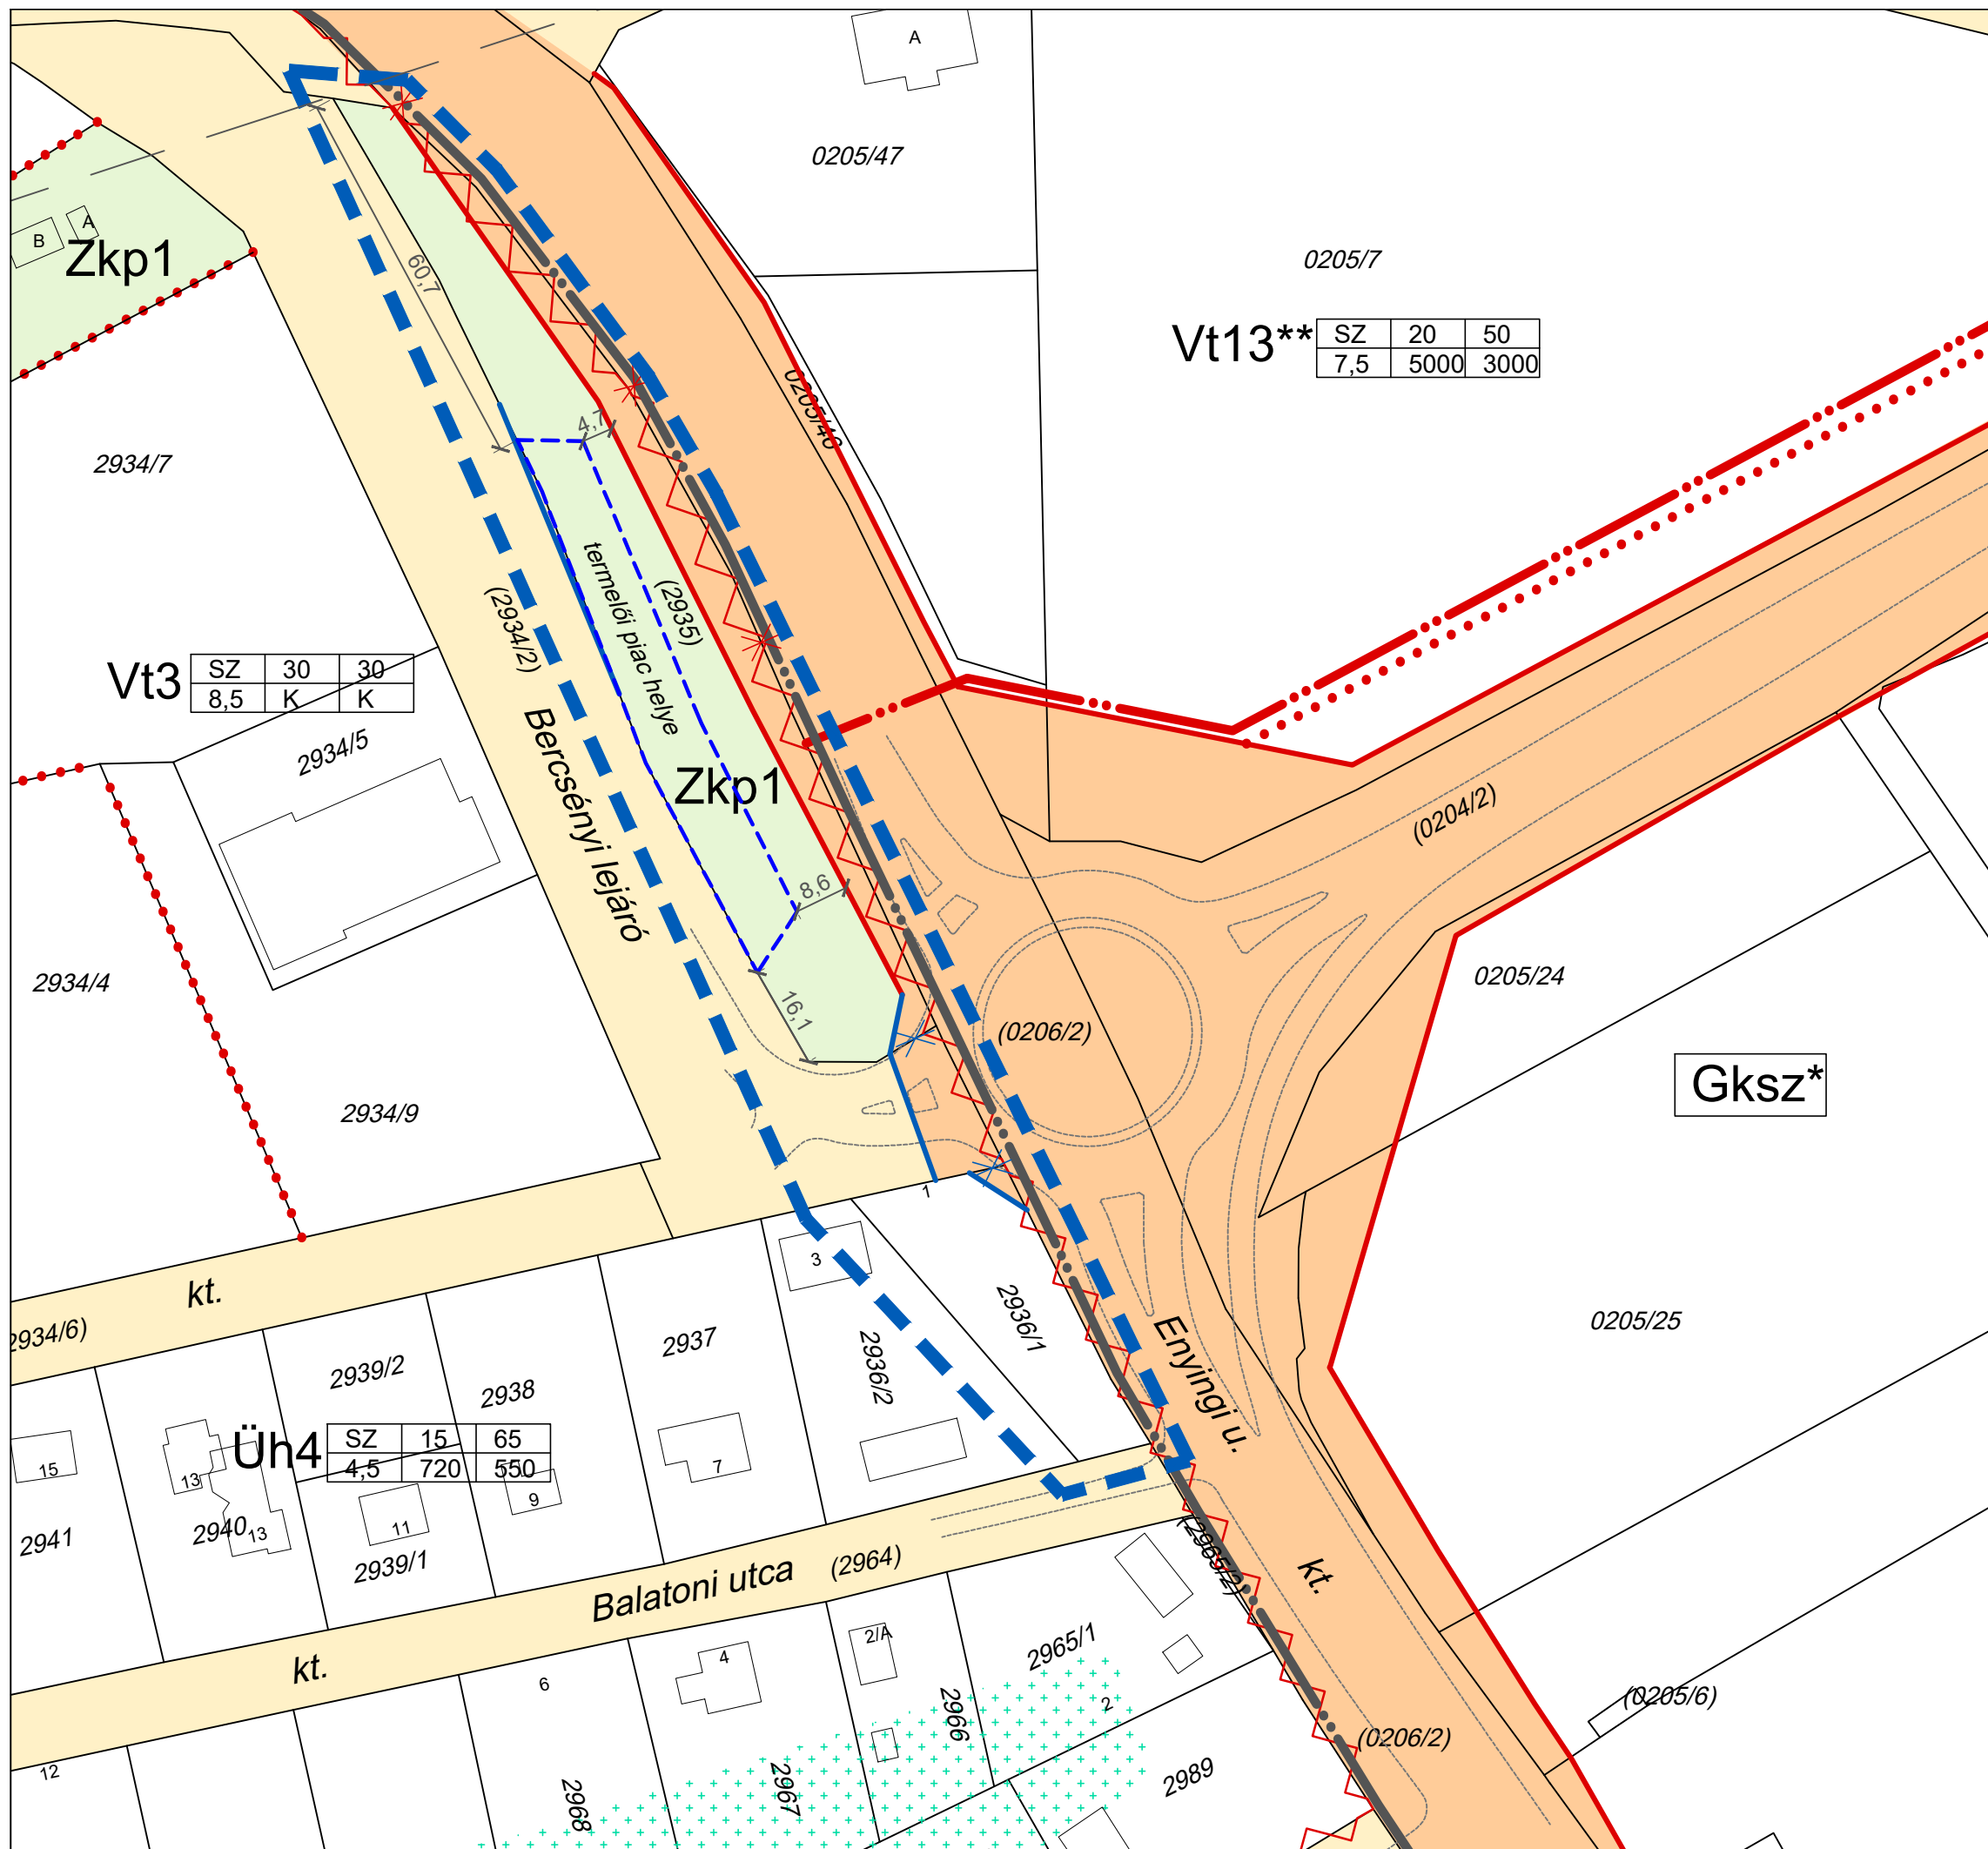 A
0205/47
A
B
Zkp1
60,7
0205/7
Vt13**
SZ 20 50
7,5 5000 3000
0205/46
4,7
2934/7
(2934/2)
termelői piac helye
(2935)
Vt3
SZ 30 30
8,5 K K
2934/5
Bercsényi lejáró
Zkp1
(0204/2)
8,6
2934/4
16,1
0205/24
(0206/2)
Gksz*
2934/9
1
3
kt.
2934/6)
2936/1
0205/25
2937
2936/2
Enyingi u.
2939/2
2938
Üh4
SZ 15 65
4,5 720 550
15
13
7
9
11
13
2941
2940
2939/1
(2965/2)
Balatoni utca
(2964)
kt.
kt.
2/A
4
2965/1
6
2966
2
(0205/6)
(0206/2)
12
2968
2967
2989